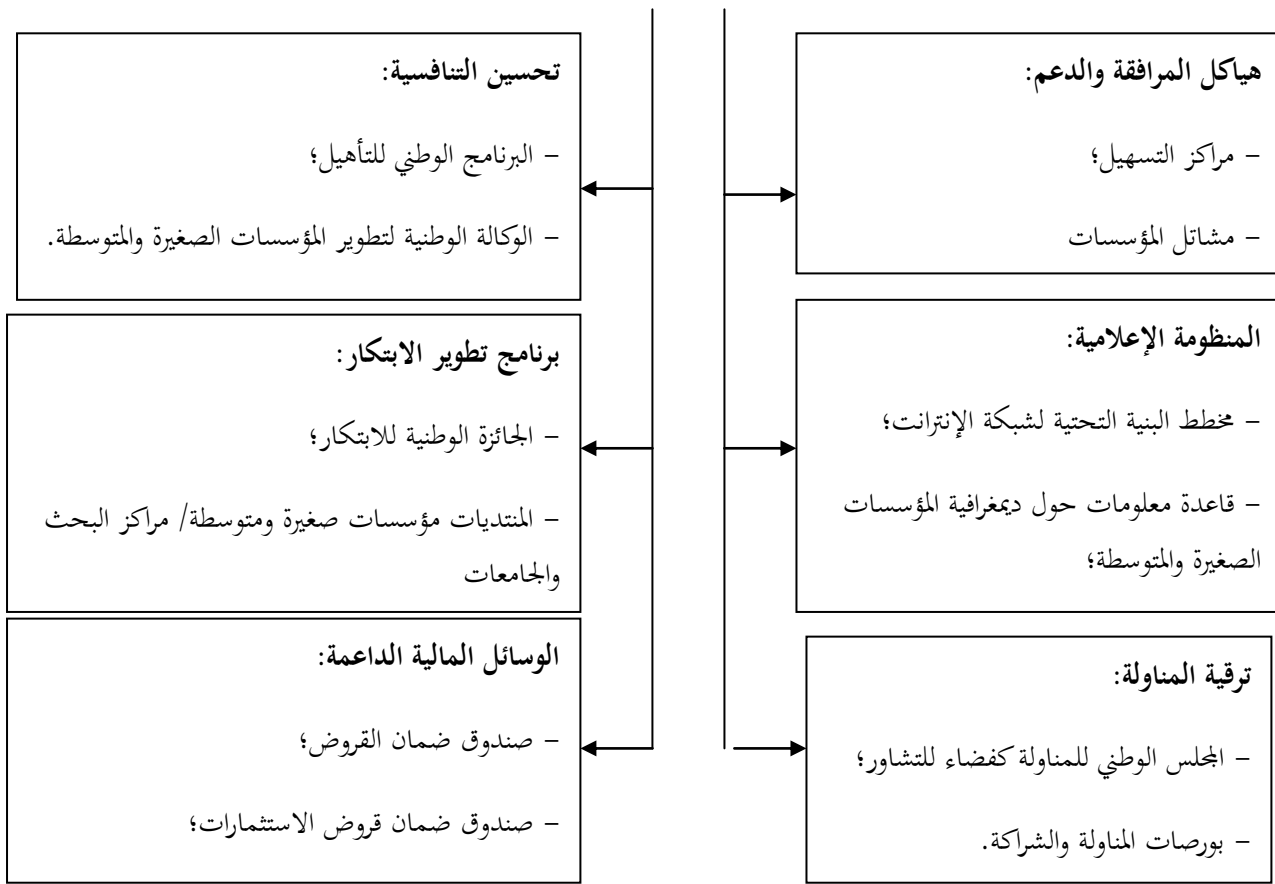 هياكل المرافقة والدعم:
– مراكز التسهيل؛
– مشاتل المؤسسات
تحسين التنافسية:
– البرنامج الوطني للتأهيل؛
– الوكالة الوطنية لتطوير المؤسسات الصغيرة والمتوسطة.
المنظومة الإعلامية:
– مخطط البنية التحتية لشبكة الإنترانت؛
– قاعدة معلومات حول ديمغرافية المؤسسات
الصغيرة والمتوسطة؛
برنامج تطوير الابتكار:
– الجائزة الوطنية للابتكار؛
– المنتديات مؤسسات صغيرة ومتوسطة/ مراكز البحث
والجامعات
ترقية المناولة:
– المجلس الوطني للمناولة كفضاء للتشاور؛
– بورصات المناولة والشراكة.
الوسائل المالية الداعمة:
– صندوق ضمان القروض؛
– صندوق ضمان قروض الاستثمارات؛